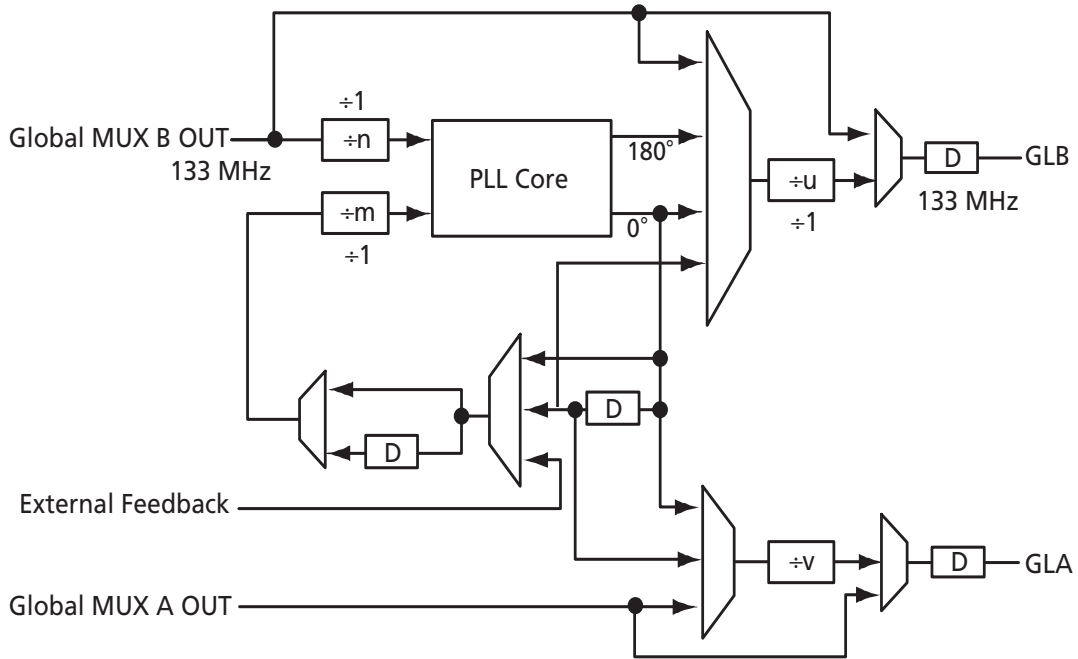 ÷1
Global MUX B OUT
÷n
133 MHz
PLL Core
180°
0°
÷m
÷1
÷u
÷1
D
GLB
133 MHz
D
D
External Feedback
Global MUX A OUT
÷v
D
GLA